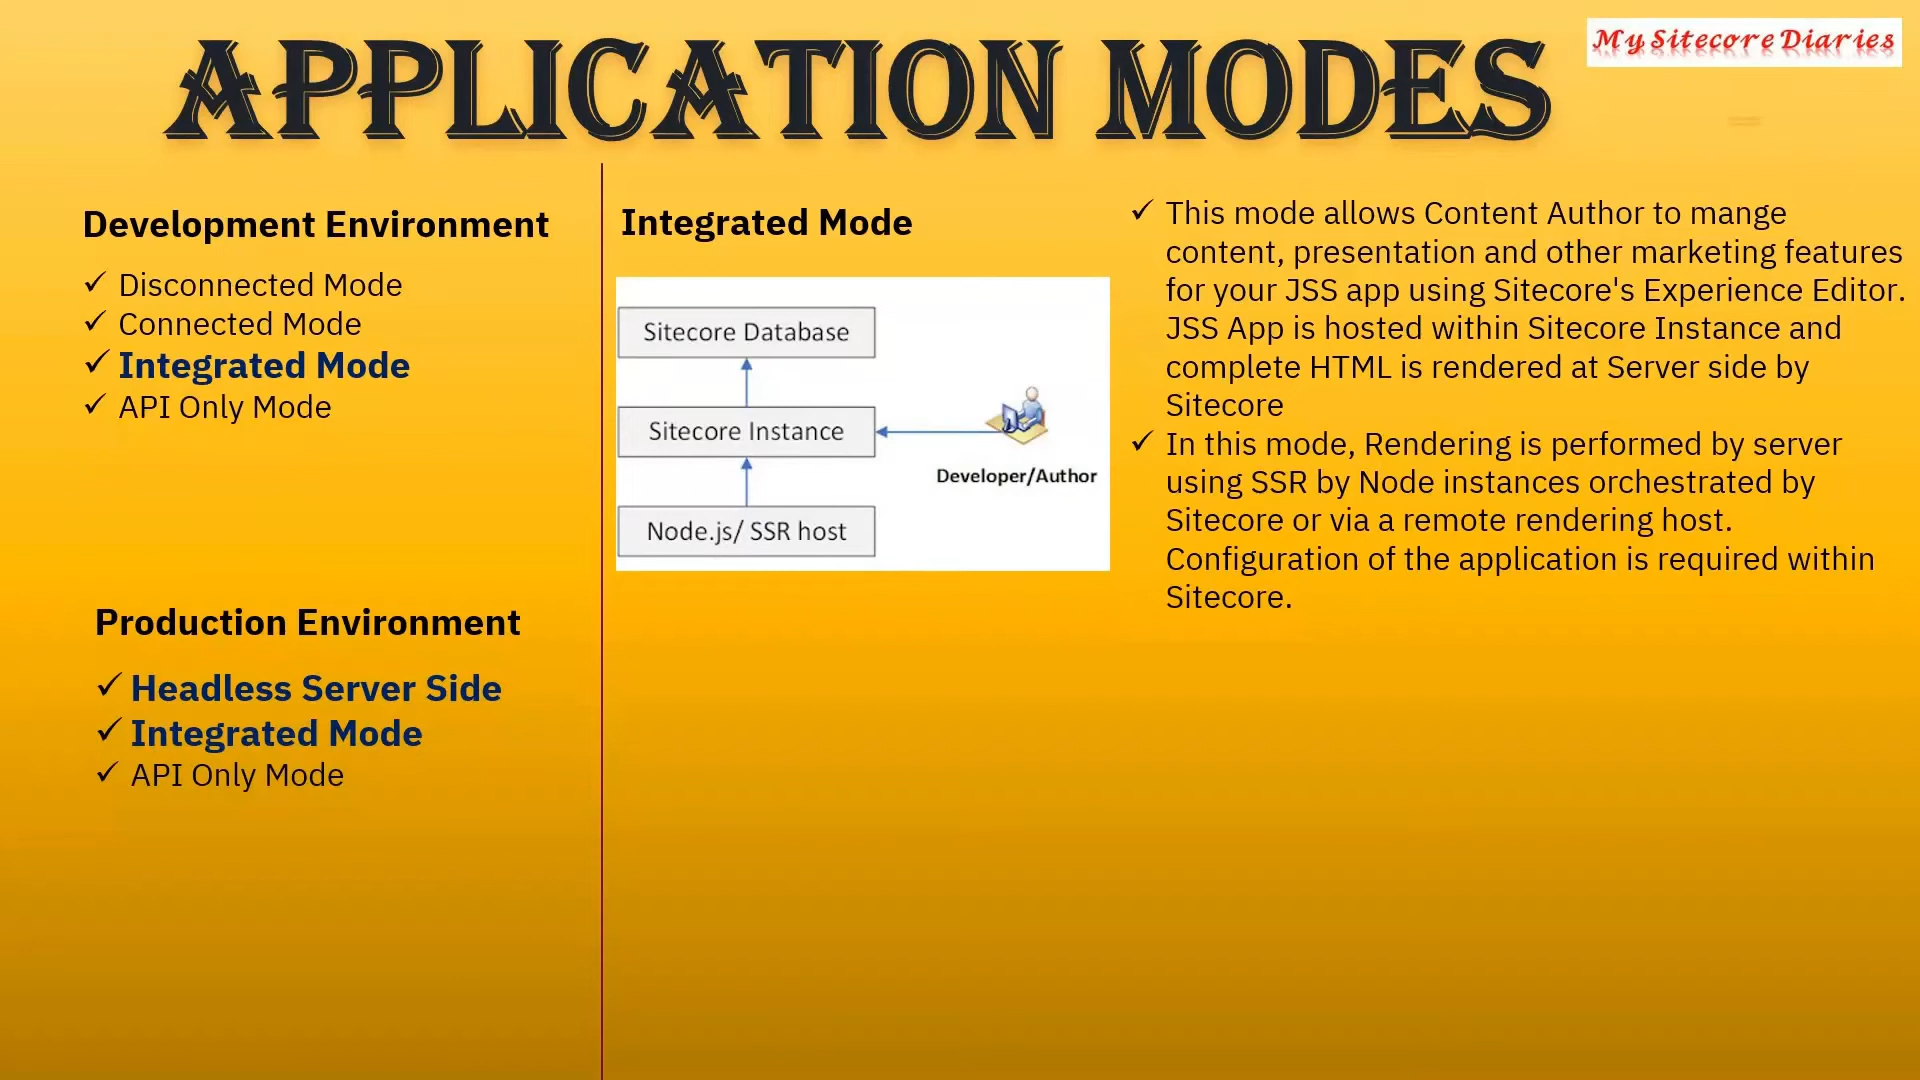 APPLICATION MODES
My Sitecore Diaries
Development Environment
✓ Disconnected Mode
✓ Connected Mode
✓ Integrated Mode
✓ API Only Mode
Production Environment
✓ Headless Server Side
✓ Integrated Mode
✓ API Only Mode
Integrated Mode
Sitecore Database
Sitecore Instance
Developer/Author
Node.js/ SSR host
✓ This mode allows Content Author to mange
content, presentation and other marketing features
for your JSS app using Sitecore's Experience Editor.
JSS App is hosted within Sitecore Instance and
complete HTML is rendered at Server side by
Sitecore
✓ In this mode, Rendering is performed by server
using SSR by Node instances orchestrated by
Sitecore or via a remote rendering host.
Configuration of the application is required within
Sitecore.